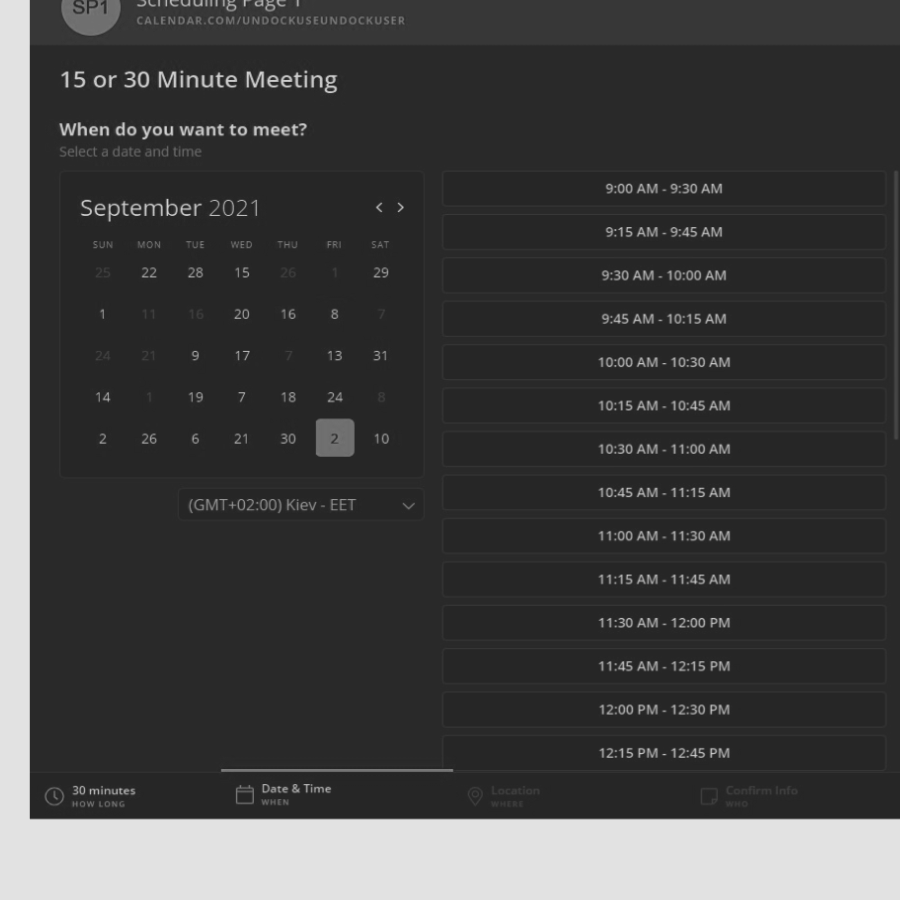 SP1
Scheduling Page 1
CALENDAR.COM/UNDOCKUSEUNDOCKUSER
15 or 30 Minute Meeting
When do you want to meet?
Select a date and time
September 2021
SUN MON TUE WED THU FRI SAT
25 22 28 15 26 1 29
1 11 16 20 16 8 7
24 21 9 17 7 13 31
14 1 19 7 18 24 8
2 26 6 21 30 2 10
(GMT+02:00) Kiev - EET
9:00 AM - 9:30 AM
9:15 AM - 9:45 AM
9:30 AM - 10:00 AM
9:45 AM - 10:15 AM
10:00 AM - 10:30 AM
10:15 AM - 10:45 AM
10:30 AM - 11:00 AM
10:45 AM - 11:15 AM
11:00 AM - 11:30 AM
11:15 AM - 11:45 AM
11:30 AM - 12:00 PM
11:45 AM - 12:15 PM
12:00 PM - 12:30 PM
12:15 PM - 12:45 PM
30 minutes
HOW LONG
Date & Time
WHEN
Location
WHERE
Confirm Info
WHO